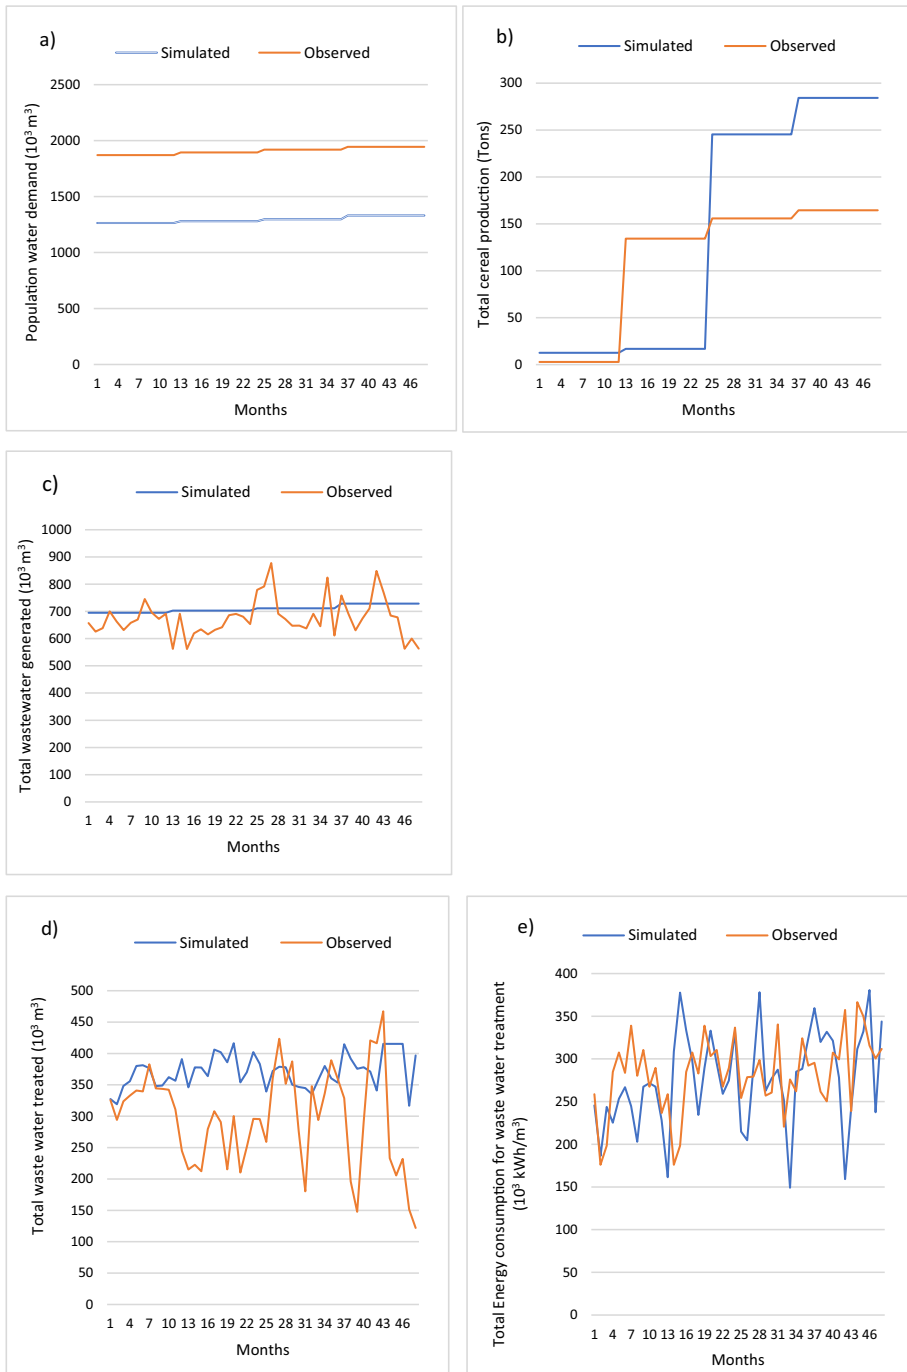 a)
Simulated Observed
Population water demand (10³ m³)
2500
2000
1500
1000
500
0
1 4 7 10 13 16 19 22 25 28 31 34 37 40 43 46
Months
b)
Simulated Observed
Total cereal production (Tons)
300
250
200
150
100
50
0
1 4 7 10 13 16 19 22 25 28 31 34 37 40 43 46
Months
c)
Simulated Observed
Total wastewater generated (10³ m³)
1000
900
800
700
600
500
400
300
200
100
0
1 4 7 10 13 16 19 22 25 28 31 34 37 40 43 46
Months
d)
Simulated Observed
Total waste water treated (10³ m³)
500
450
400
350
300
250
200
150
100
50
0
1 4 7 10 13 16 19 22 25 28 31 34 37 40 43 46
Months
e)
Simulated Observed
Total Energy consumption for waste water treatment
(10³ kWh/m³)
400
350
300
250
200
150
100
50
0
1 4 7 10 13 16 19 22 25 28 31 34 37 40 43 46
Months